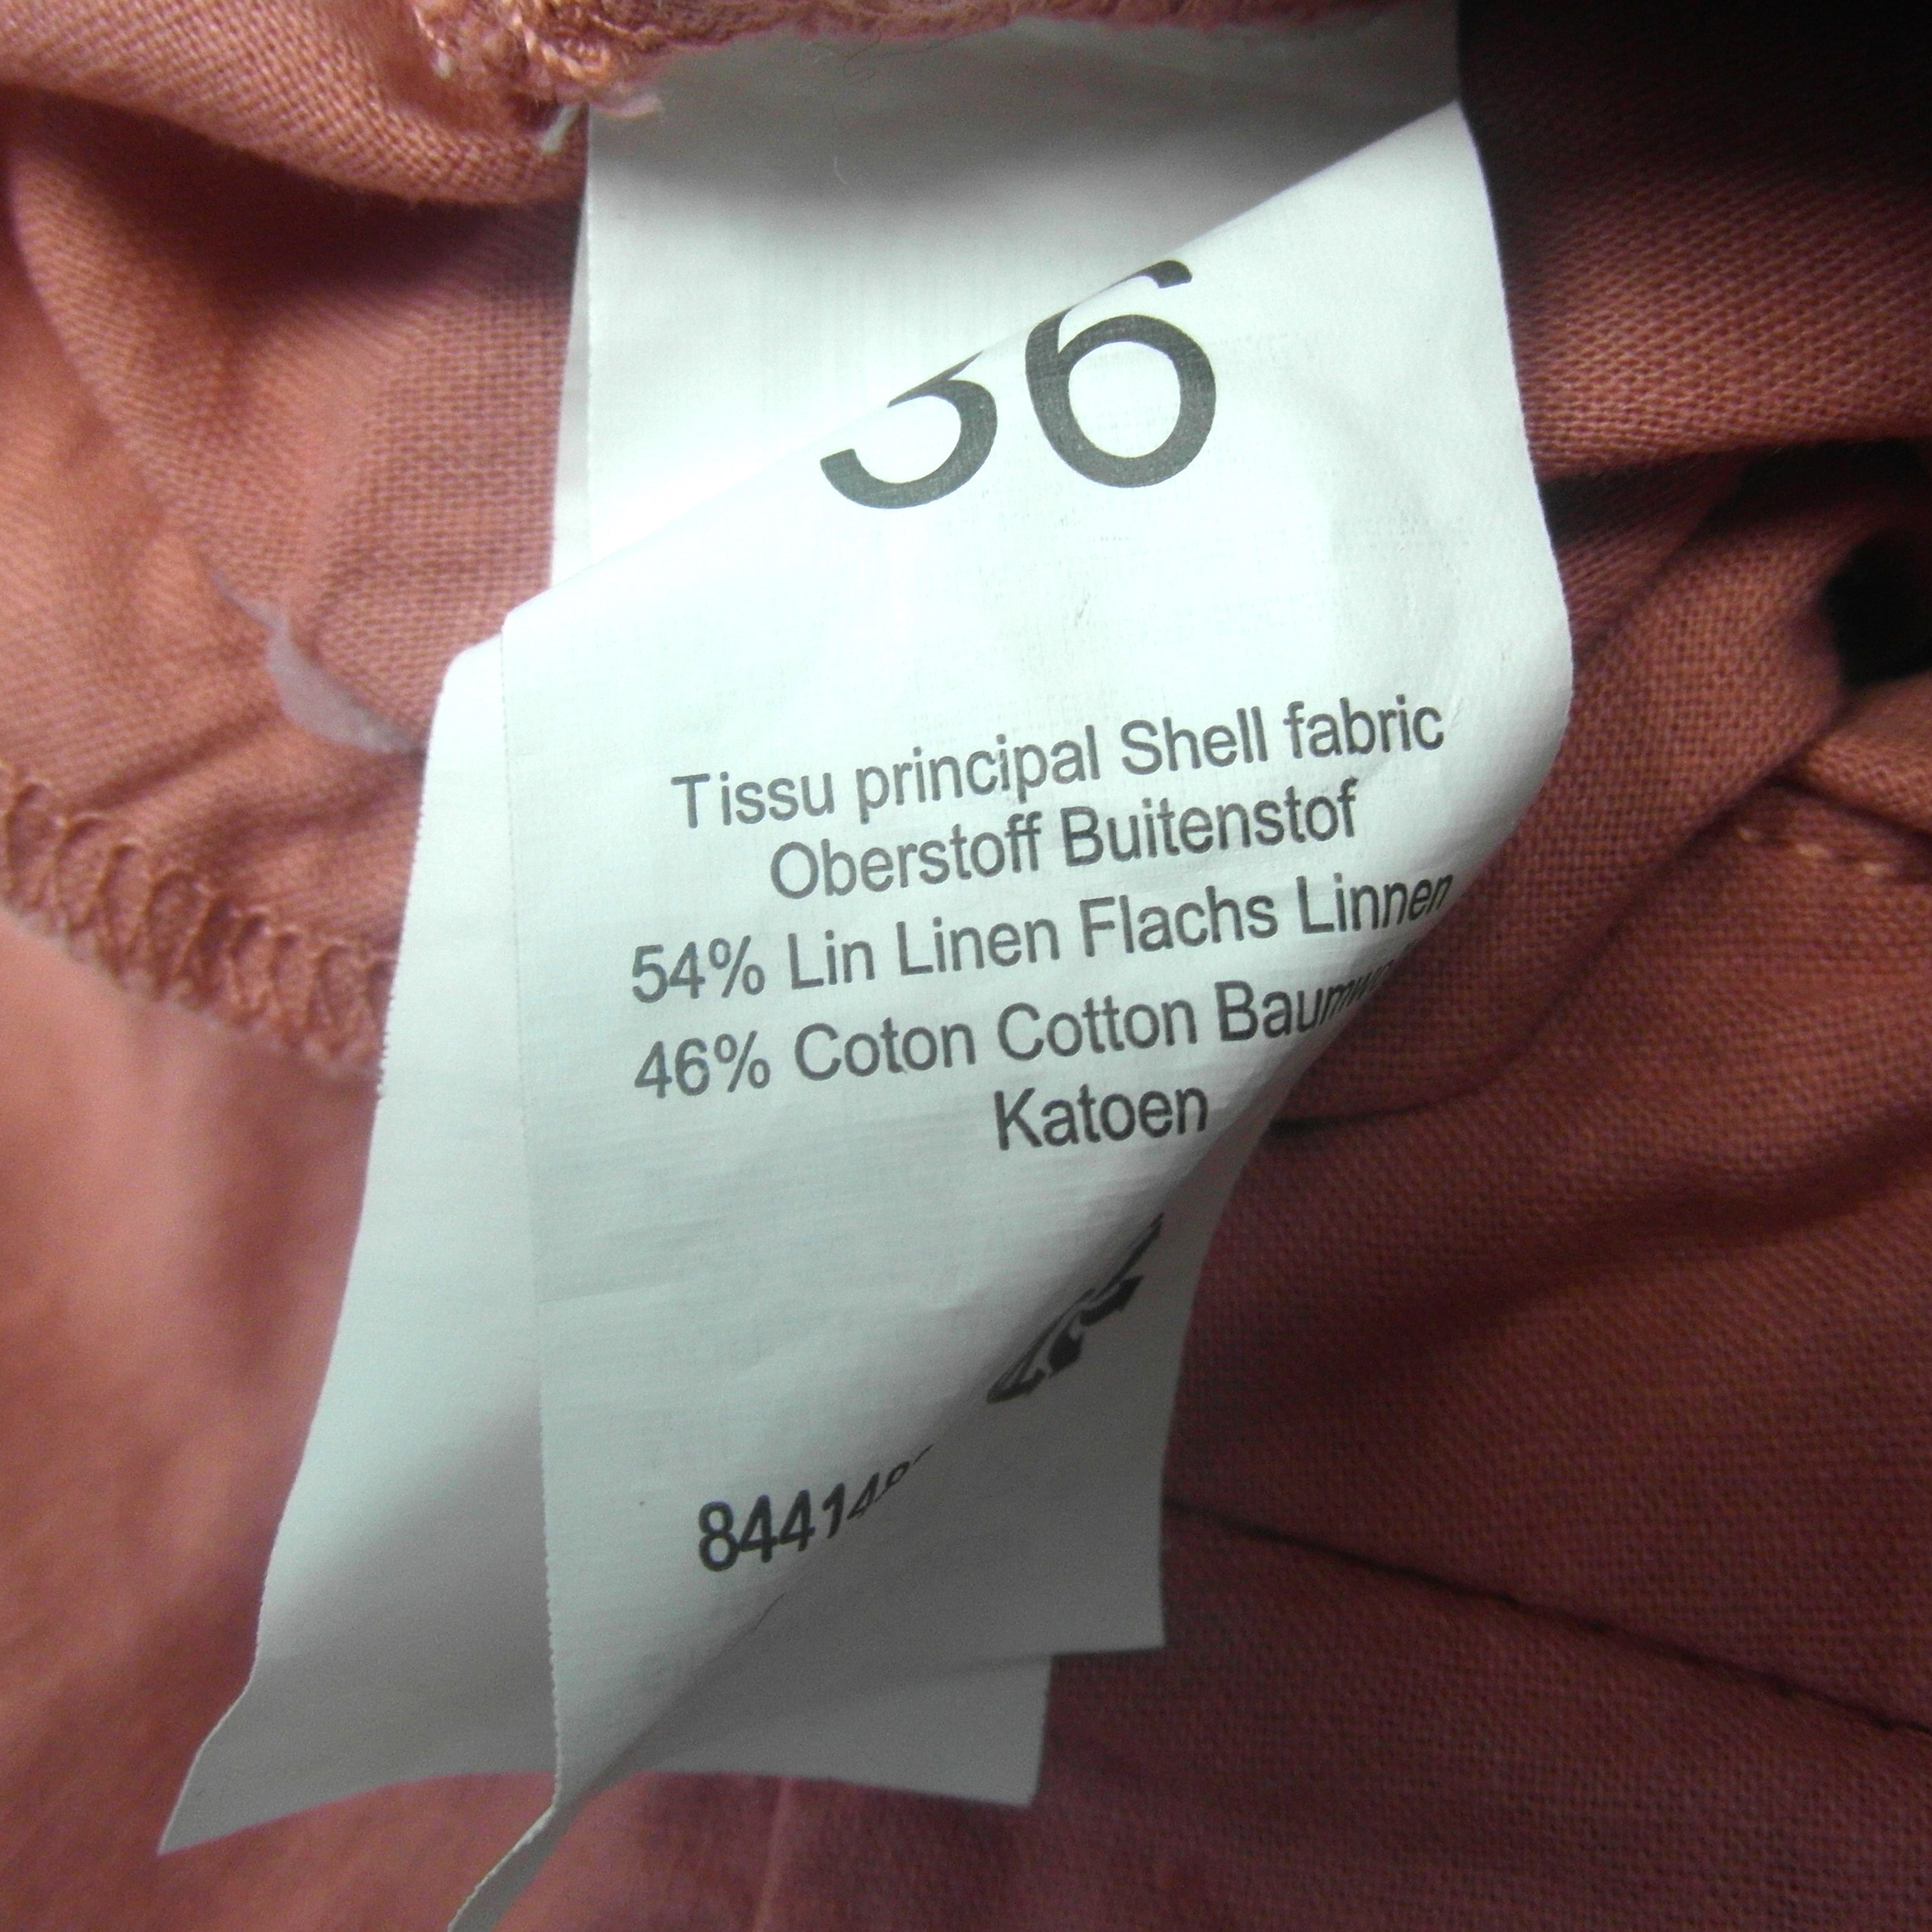 36
Tissu principal Shell fabric
Oberstoff Buitenstof
54% Lin Linen Flachs Linnen
46% Coton Cotton
Katoen